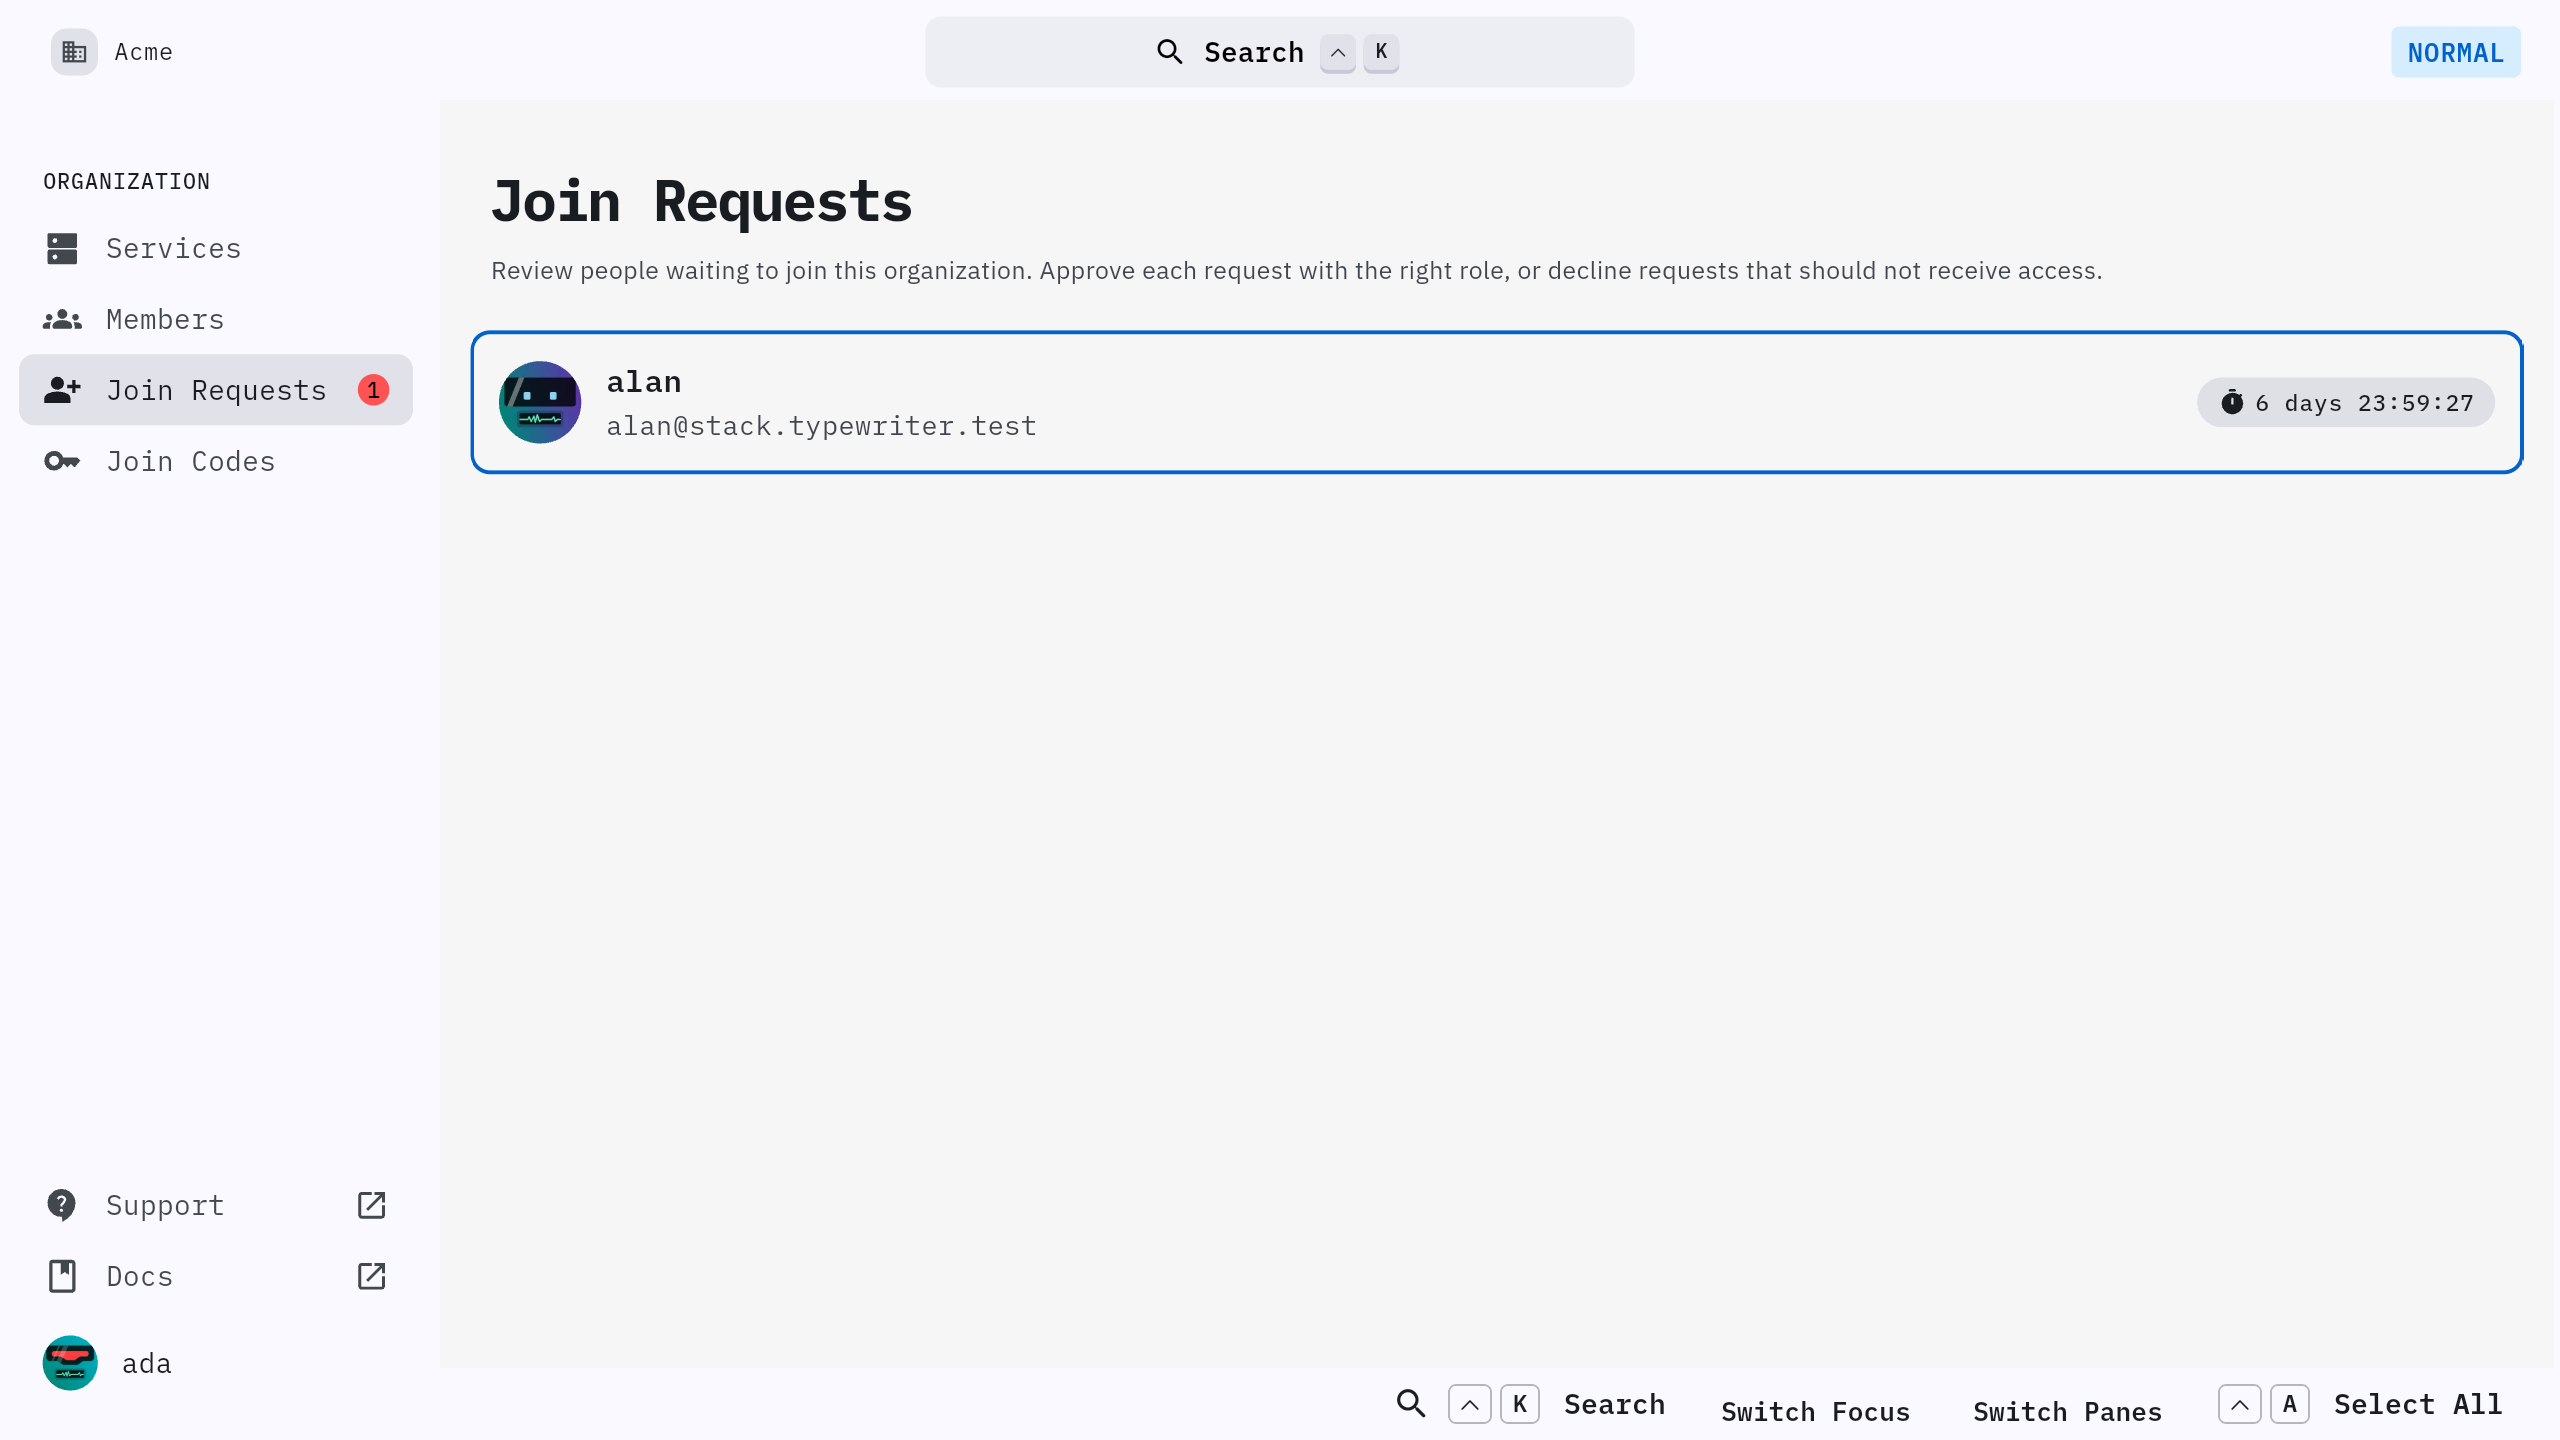 Acme
Search ^ K
NORMAL
ORGANIZATION
Services
Members
Join Requests 1
Join Codes
Join Requests
Review people waiting to join this organization. Approve each request with the right role, or decline requests that should not receive access.
alan
alan@stack.typewriter.test
6 days 23:59:27
Support
Docs
ada
^ K Search Switch Focus Switch Panes ^ A Select All